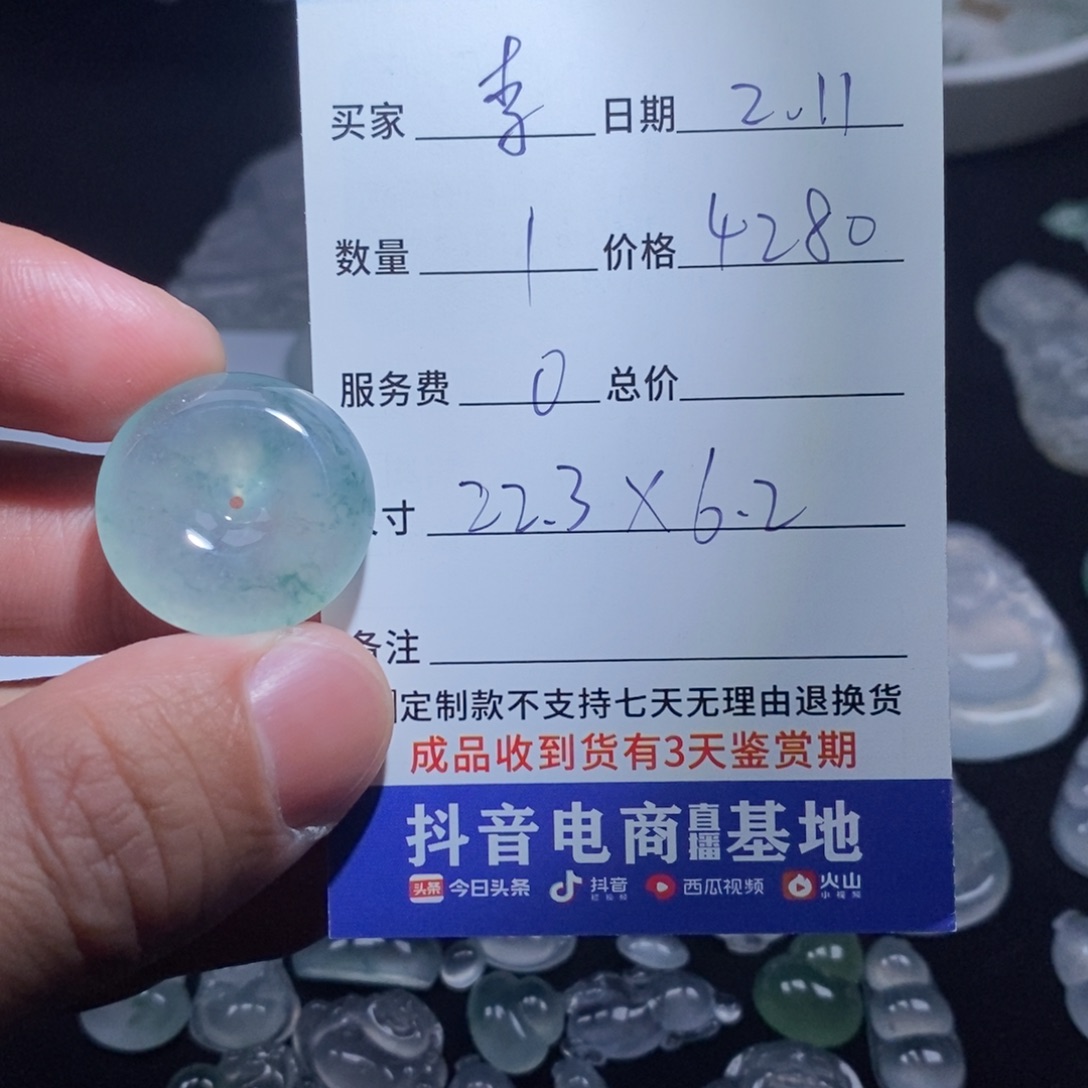 买家 李 日期 2.11
数量 1 价格 4280
服务费 0 总价
寸 22.3×6.2
备注
定制款不支持七天无理由退换货
成品收到货有3天鉴赏期
抖音电商直播基地
头条 今日头条 抖音 西瓜视频 火山
小视频